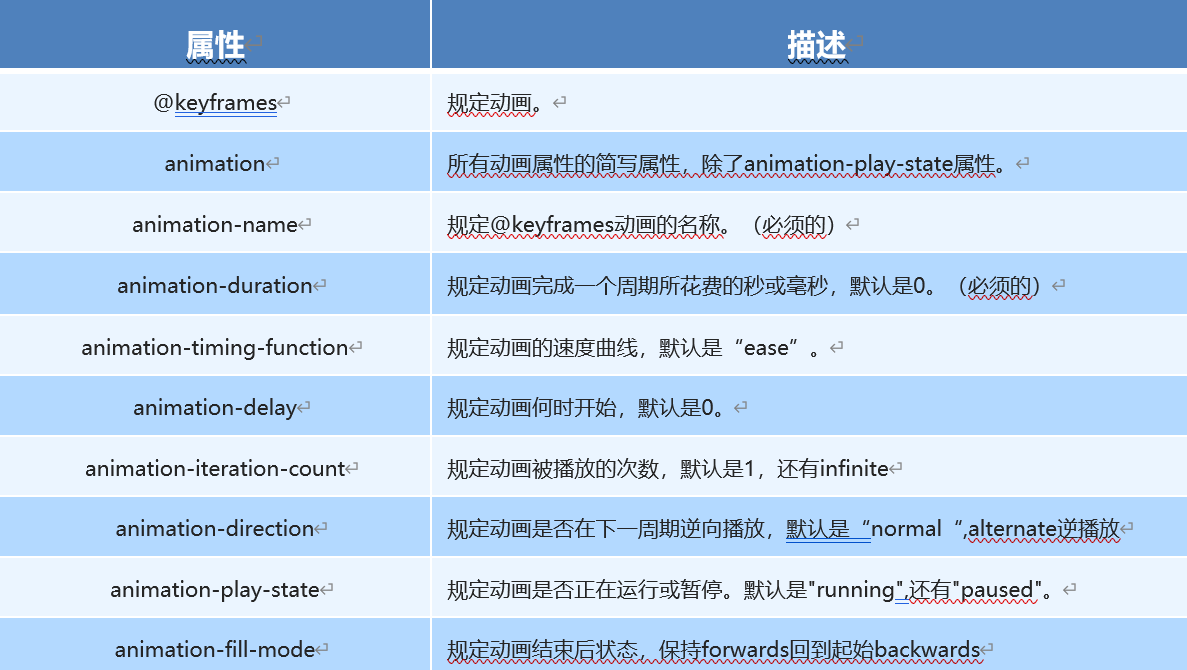 属性 描述
@keyframes 规定动画。
animation 所有动画属性的简写属性，除了animation-play-state属性。
animation-name 规定@keyframes动画的名称。（必须的）
animation-duration 规定动画完成一个周期所花费的秒或毫秒，默认是0。（必须的）
animation-timing-function 规定动画的速度曲线，默认是“ease”。
animation-delay 规定动画何时开始，默认是0。
animation-iteration-count 规定动画被播放的次数，默认是1，还有infinite
animation-direction 规定动画是否在下一周期逆向播放，默认是“normal“,alternate逆播放
animation-play-state 规定动画是否正在运行或暂停。默认是"running",还有"paused"。
animation-fill-mode 规定动画结束后状态，保持forwards回到起始backwards